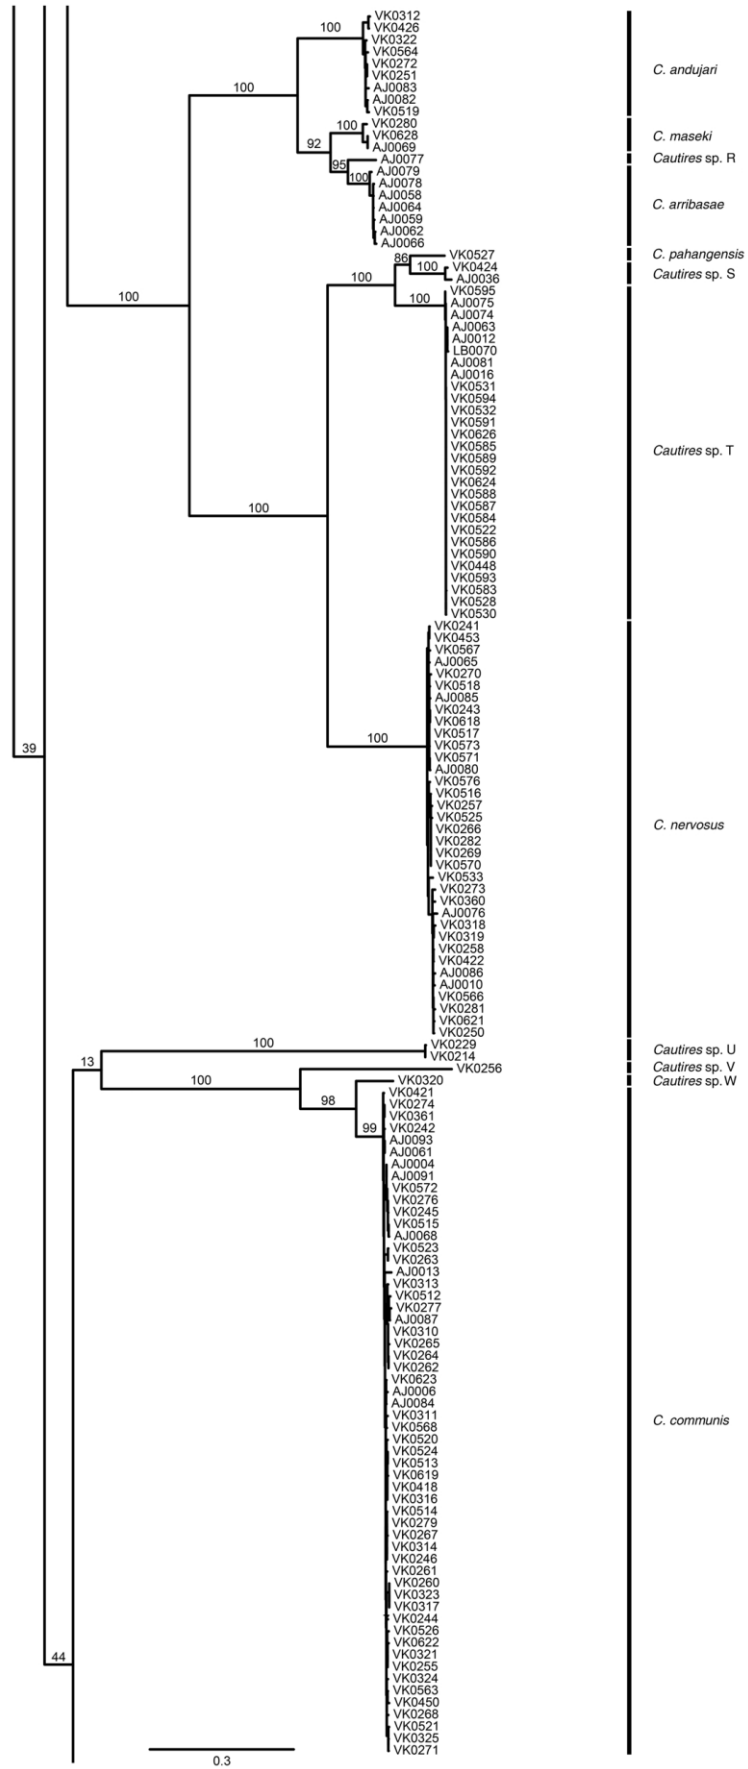 VK0312
100
VK0426
VK0322
VK0564
VK0272
VK0251
C. andujari
100
AJ0083
AJ0082
VK0519
VK0280
100
VK0628
C. maseki
92
AJ0069
AJ0077
Cautires sp. R
95
AJ0079
100
AJ0078
AJ0058
AJ0064
C. arribasae
AJ0059
AJ0062
AJ0066
VK0527
C. pahangensis
86
VK0424
100
Cautires sp. S
AJ0036
100
VK0595
100
AJ0075
100
AJ0074
AJ0063
AJ0012
LB0070
AJ0081
AJ0016
VK0531
VK0594
VK0532
VK0591
VK0626
VK0585
Cautires sp. T
VK0589
VK0592
VK0624
VK0588
VK0587
100
VK0584
VK0522
VK0586
VK0590
VK0448
VK0593
VK0583
VK0528
VK0530
VK0241
VK0453
VK0567
AJ0065
VK0270
VK0518
AJ0085
VK0243
VK0618
VK0517
100
VK0573
39
VK0571
AJ0080
VK0576
VK0516
VK0257
VK0525
C. nervosus
VK0266
VK0282
VK0269
VK0570
VK0533
VK0273
VK0360
AJ0076
VK0318
VK0319
VK0258
VK0422
AJ0086
AJ0010
VK0566
VK0281
VK0621
VK0250
100
VK0229
Cautires sp. U
VK0214
13
VK0256
Cautires sp. V
100
VK0320
Cautires sp. W
VK0421
98
VK0274
VK0361
99
VK0242
AJ0093
AJ0061
AJ0004
AJ0091
VK0572
VK0276
VK0245
VK0515
AJ0068
VK0523
VK0263
AJ0013
VK0313
VK0512
VK0277
AJ0087
VK0310
VK0265
VK0264
VK0262
VK0623
AJ0006
AJ0084
VK0311
C. communis
VK0568
VK0520
VK0524
VK0513
VK0619
VK0418
VK0316
VK0514
VK0279
VK0267
VK0314
VK0246
VK0261
VK0260
VK0323
VK0317
VK0244
VK0526
VK0622
VK0321
44
VK0255
VK0324
VK0563
VK0450
VK0268
VK0521
VK0325
VK0271
0.3